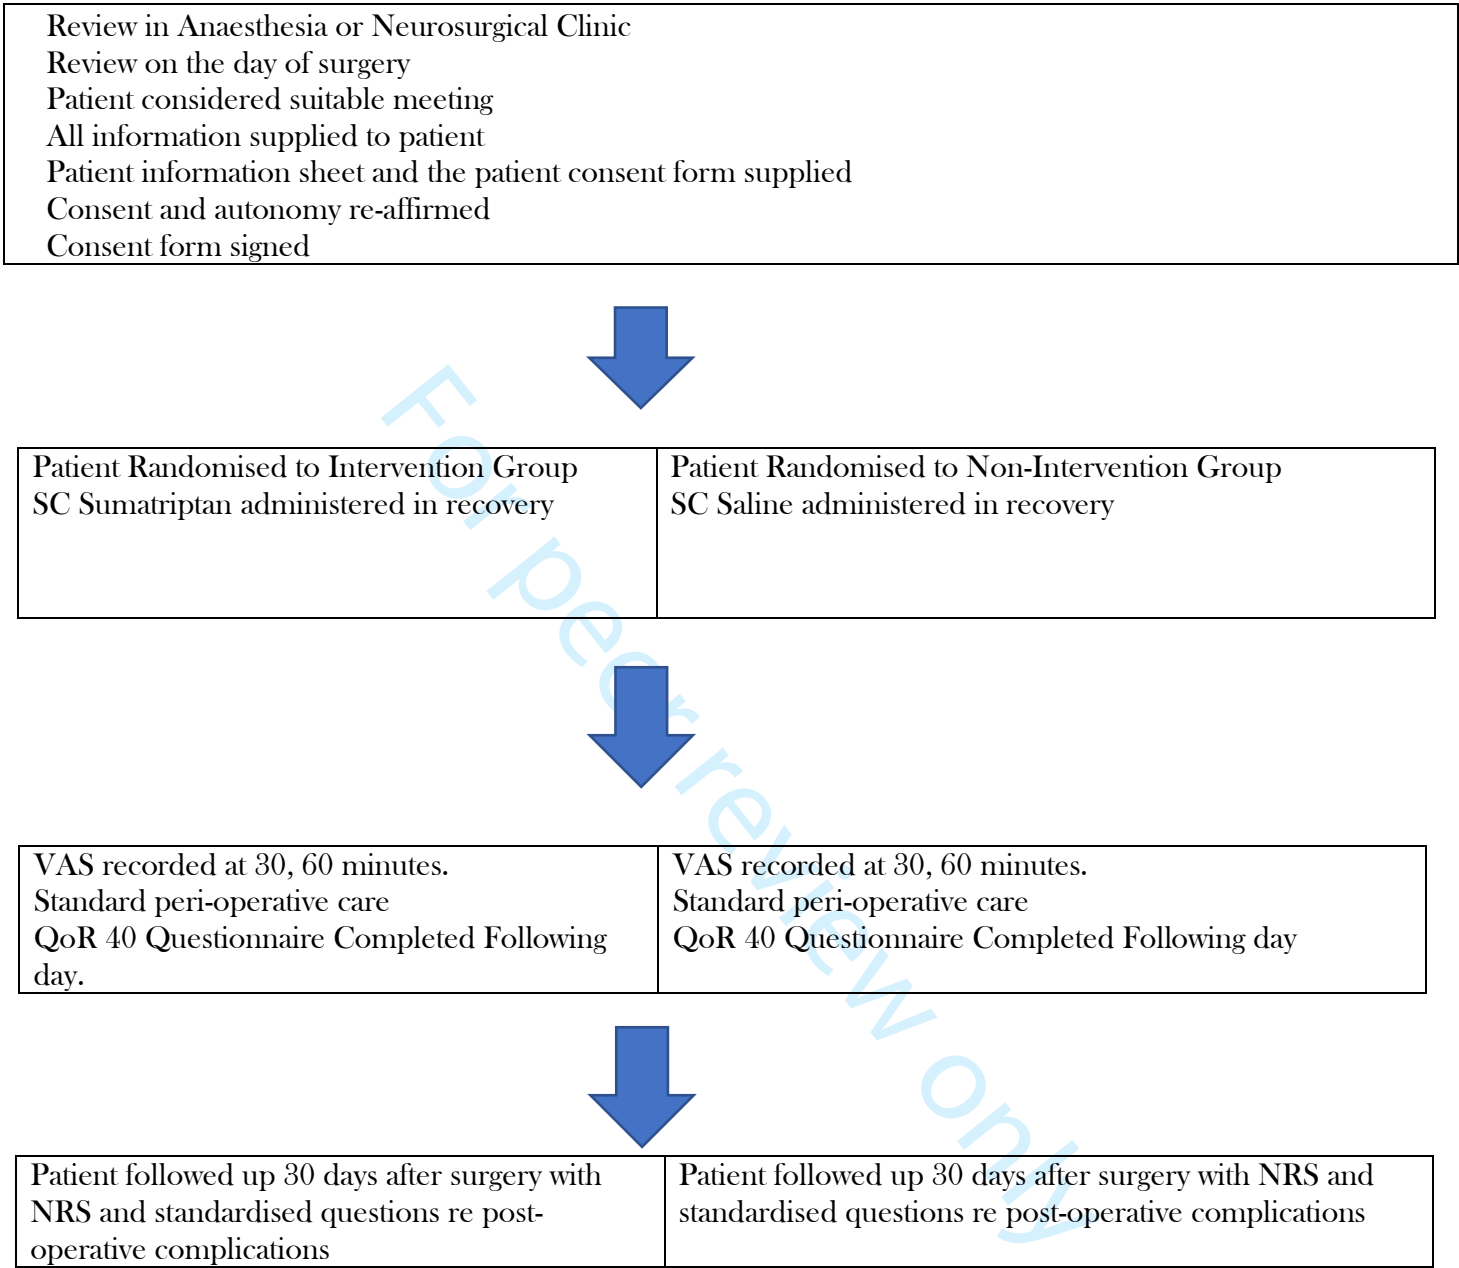 Review in Anaesthesia or Neurosurgical Clinic
Review on the day of surgery
Patient considered suitable meeting
All information supplied to patient
Patient information sheet and the patient consent form supplied
Consent and autonomy re-affirmed
Consent form signed
Patient Randomised to Intervention Group
SC Sumatriptan administered in recovery
Patient Randomised to Non-Intervention Group
SC Saline administered in recovery
VAS recorded at 30, 60 minutes.
Standard peri-operative care
QoR 40 Questionnaire Completed Following
day.
VAS recorded at 30, 60 minutes.
Standard peri-operative care
QoR 40 Questionnaire Completed Following day
Patient followed up 30 days after surgery with
NRS and standardised questions re post-
operative complications
Patient followed up 30 days after surgery with NRS and
standardised questions re post-operative complications
For peer review only